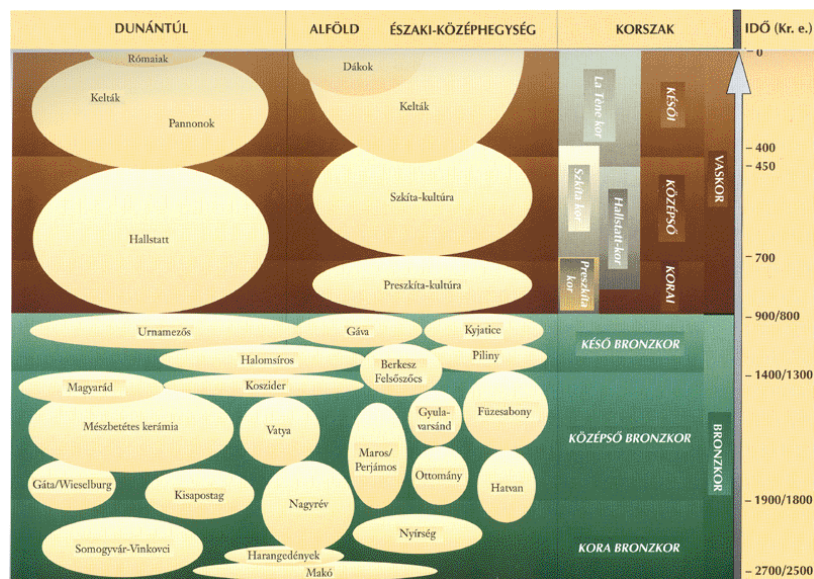 DUNÁNTÚL
ALFÖLD
ÉSZAKI-KÖZÉPHEGYSÉG
KORSZAK
IDŐ (Kr. e.)
Rómaiak
Kelták
Pannonok
Dákok
Kelták
La Tène kor
KÉSŐI
0
400
450
VASKOR
Hallstatt
Szkíta-kultúra
Szkíta kor
Hallstatt-kor
KÖZÉPSŐ
700
Preszkíta-kultúra
Preszkíta
kor
KORAI
900/800
Urnamezős
Gáva
Kyjatice
KÉSŐ BRONZKOR
Halomsíros
Berkesz
Felsőszőcs
Piliny
1400/1300
Magyarád
Koszider
Mészbetétes kerámia
Vatya
Maros/
Perjámos
Gyula-
varsánd
Füzesabony
KÖZÉPSŐ BRONZKOR
BRONZKOR
Gáta/Wieselburg
Kisapostag
Nagyrév
Ottomány
Hatvan
1900/1800
Somogyvár-Vinkovci
Harangedények
Nyírség
KORA BRONZKOR
Makó
2700/2500